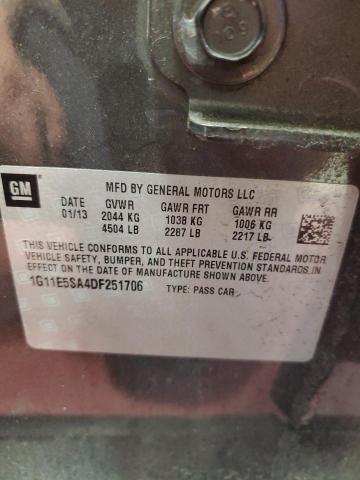 GM
MFD BY GENERAL MOTORS LLC
DATE GVWR GAWR FRT GAWR RR
01/13 2044 KG 1038 KG 1006 KG
4504 LB 2287 LB 2217 LB
THIS VEHICLE CONFORMS TO ALL APPLICABLE U.S. FEDERAL MOTOR
VEHICLE SAFETY, BUMPER, AND THEFT PREVENTION STANDARDS IN
EFFECT ON THE DATE OF MANUFACTURE SHOWN ABOVE.
1G11E5SA4DF251706 TYPE: PASS CAR